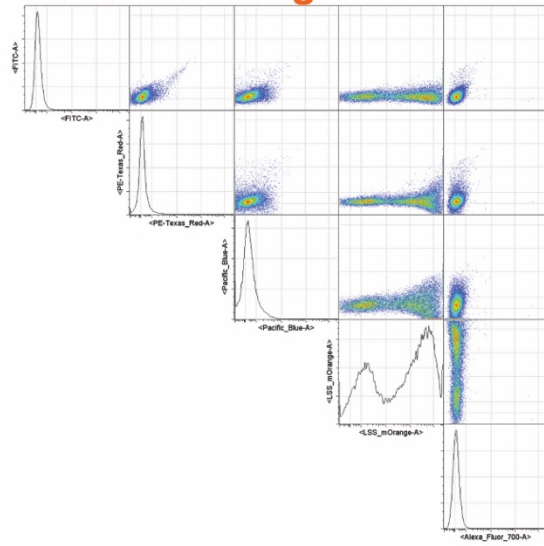 <FITC-A>
<FITC-A>
<PE-Texas_Red-A>
<PE-Texas_Red-A>
<Pacific_Blue-A>
<Pacific_Blue-A>
<LSS_mOrange-A>
<LSS_mOrange-A>
<Alexa_Fluor_700-A>